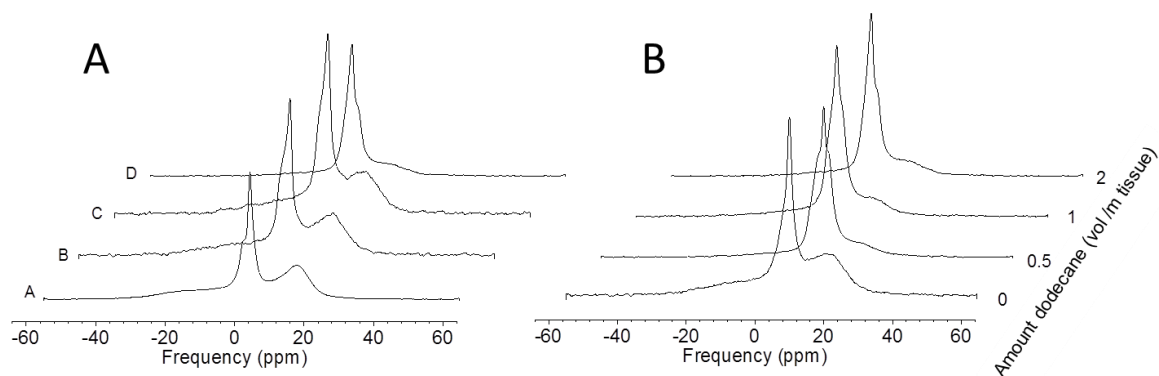 A
B
D
C
B
A
-60 -40 -20 0 20 40 60
Frequency (ppm)
2
1
0.5
0
-60 -40 -20 0 20 40 60
Frequency (ppm)
Amount dodecane (vol /m tissue)